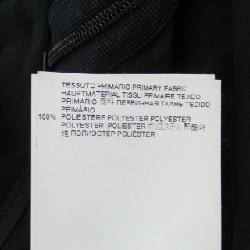 TESSUTO PRIMARIO PRIMARY FABRIC
HAUPTMATERIAL TISSU PRIMAIRE TEJIDO
PRIMARIO 面料 ПЕРВИЧНАЯ ТКАНЬ TECIDO
PRIMÁRIO
100% POLIESTERE POLYESTER POLYESTER
POLYESTER POLIESTER ポリエステル 聚酯纤
维 ПОЛИЭСТЕР POLIÉSTER